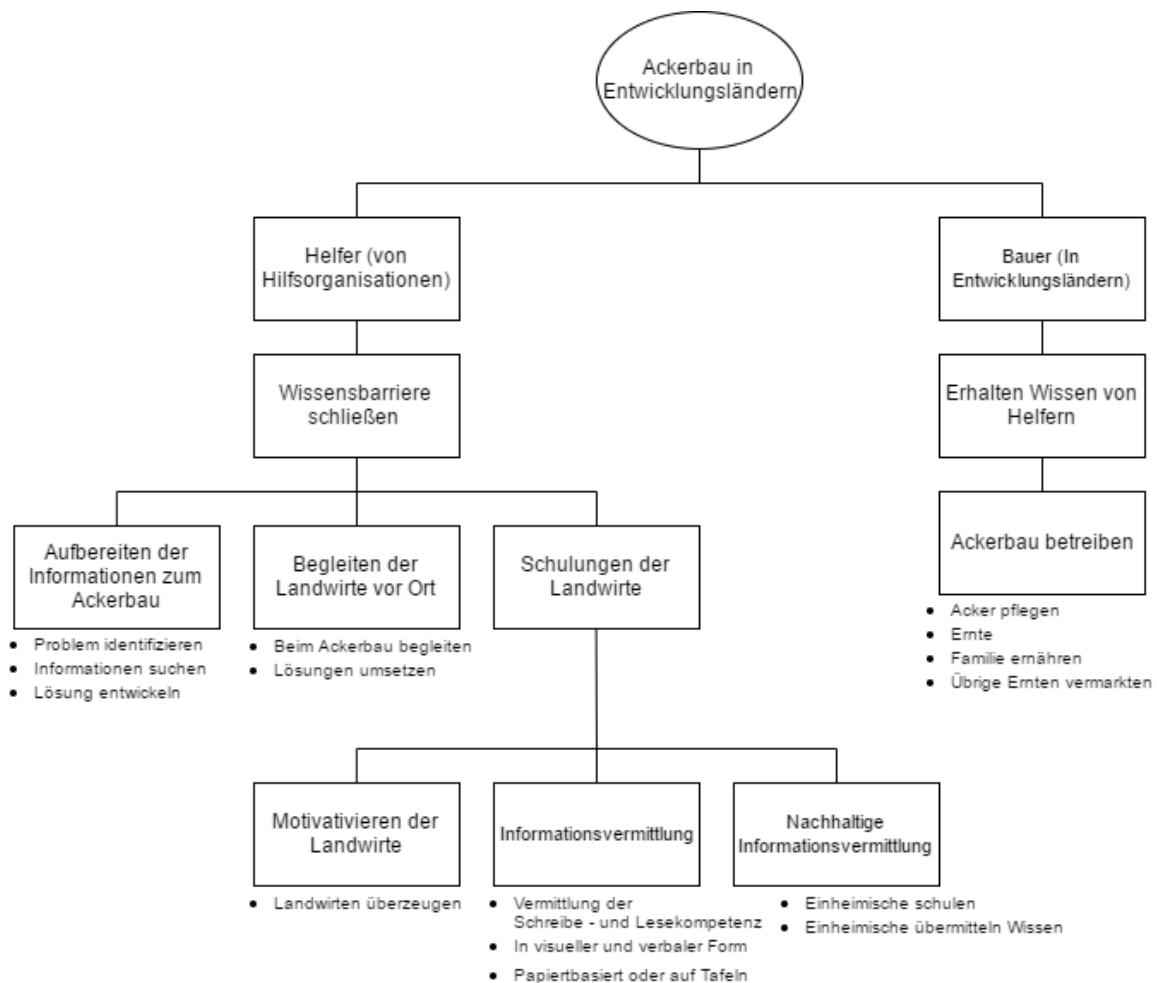 Ackerbau in
Entwicklungsländern
Helfer (von
Hilfsorganisationen)
Bauer (In
Entwicklungsländern)
Wissensbarriere
schließen
Erhalten Wissen von
Helfern
Aufbereiten der
Informationen zum
Ackerbau
Begleiten der
Landwirte vor Ort
Schulungen der
Landwirte
Ackerbau betreiben
• Problem identifizieren
• Informationen suchen
• Lösung entwickeln
• Beim Ackerbau begleiten
• Lösungen umsetzen
• Acker pflegen
• Ernte
• Familie ernähren
• Übrige Ernten vermarkten
Motivativieren der
Landwirte
Informationsvermittlung
Nachhaltige
Informationsvermittlung
• Landwirten überzeugen
• Vermittlung der
Schreibe - und Lesekompetenz
• In visueller und verbaler Form
• Papiertbasiert oder auf Tafeln
• Einheimische schulen
• Einheimische übermitteln Wissen